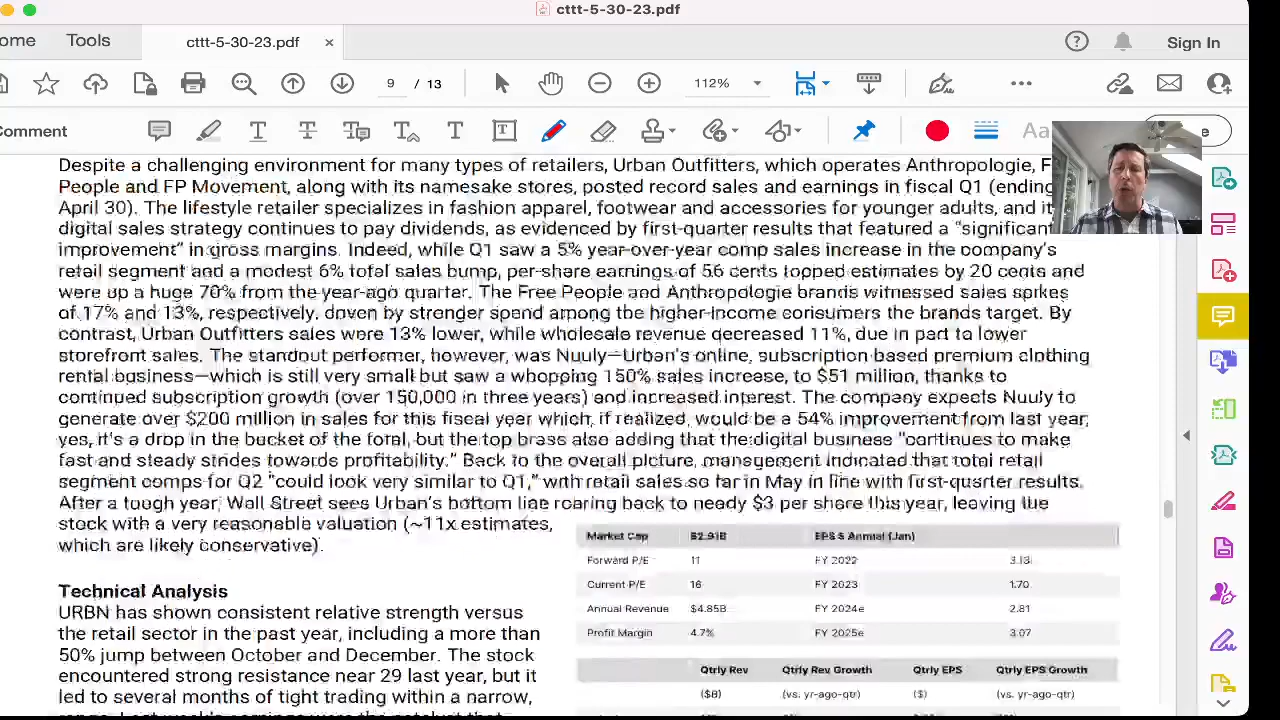 cttt-5-30-23.pdf
ome Tools cttt-5-30-23.pdf × Sign In
9 / 13 112%
Comment Aa e
Despite a challenging environment for many types of retailers, Urban Outfitters, which operates Anthropologie, F
People and FP Movement, along with its namesake stores, posted record sales and earnings in fiscal Q1 (ending
April 30). The lifestyle retailer specializes in fashion apparel, footwear and accessories for younger adults, and it
digital sales strategy continues to pay dividends, as evidenced by first-quarter results that featured a “significant
improvement” in gross margins. Indeed, while Q1 saw a 5% year-over-year comp sales increase in the company’s
retail segment and a modest 6% total sales bump, per-share earnings of 56 cents topped estimates by 20 cents and
were up a huge 70% from the year-ago quarter. The Free People and Anthropologie brands witnessed sales spikes
of 17% and 13%, respectively, driven by stronger spend among the higher-income consumers the brands target. By
contrast, Urban Outfitters sales were 13% lower, while wholesale revenue decreased 11%, due in part to lower
storefront sales. The standout performer, however, was Nuuly—Urban’s online, subscription based premium clothing
rental business—which is still very small but saw a whopping 150% sales increase, to $51 million, thanks to
continued subscription growth (over 150,000 in three years) and increased interest. The company expects Nuuly to
generate over $200 million in sales for this fiscal year which, if realized, would be a 54% improvement from last year;
yes, it’s a drop in the bucket of the total, but the top brass also adding that the digital business “continues to make
fast and steady strides towards profitability.” Back to the overall picture, management indicated that total retail
segment comps for Q2 “could look very similar to Q1,” with retail sales so far in May in line with first-quarter results.
After a tough year, Wall Street sees Urban’s bottom line roaring back to nearly $3 per share this year, leaving the
stock with a very reasonable valuation (~11x estimates,
which are likely conservative).
Market Cap $2.91B EPS $ Annual (Jan)
Forward P/E 11 FY 2022 3.13
Current P/E 16 FY 2023 1.70
Annual Revenue $4.85B FY 2024e 2.81
Profit Margin 4.7% FY 2025e 3.07
Technical Analysis
URBN has shown consistent relative strength versus
the retail sector in the past year, including a more than
50% jump between October and December. The stock
encountered strong resistance near 29 last year, but it
led to several months of tight trading within a narrow,
Qtrly Rev Qtrly Rev Growth Qtrly EPS Qtrly EPS Growth
($B) (vs. yr-ago-qtr) ($) (vs. yr-ago-qtr)